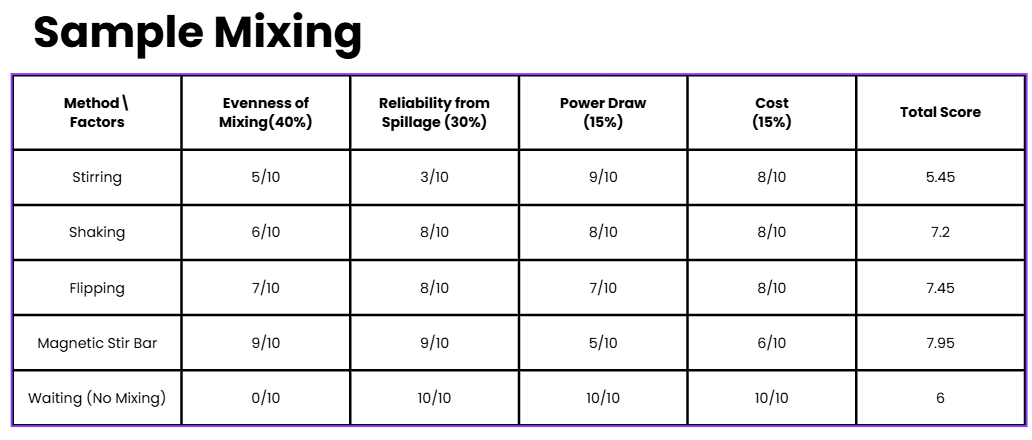 Sample Mixing
Method\
Factors
Evenness of
Mixing(40%)
Reliability from
Spillage (30%)
Power Draw
(15%)
Cost
(15%)
Total Score
Stirring
5/10
3/10
9/10
8/10
5.45
Shaking
6/10
8/10
8/10
8/10
7.2
Flipping
7/10
8/10
7/10
8/10
7.45
Magnetic Stir Bar
9/10
9/10
5/10
6/10
7.95
Waiting (No Mixing)
0/10
10/10
10/10
10/10
6